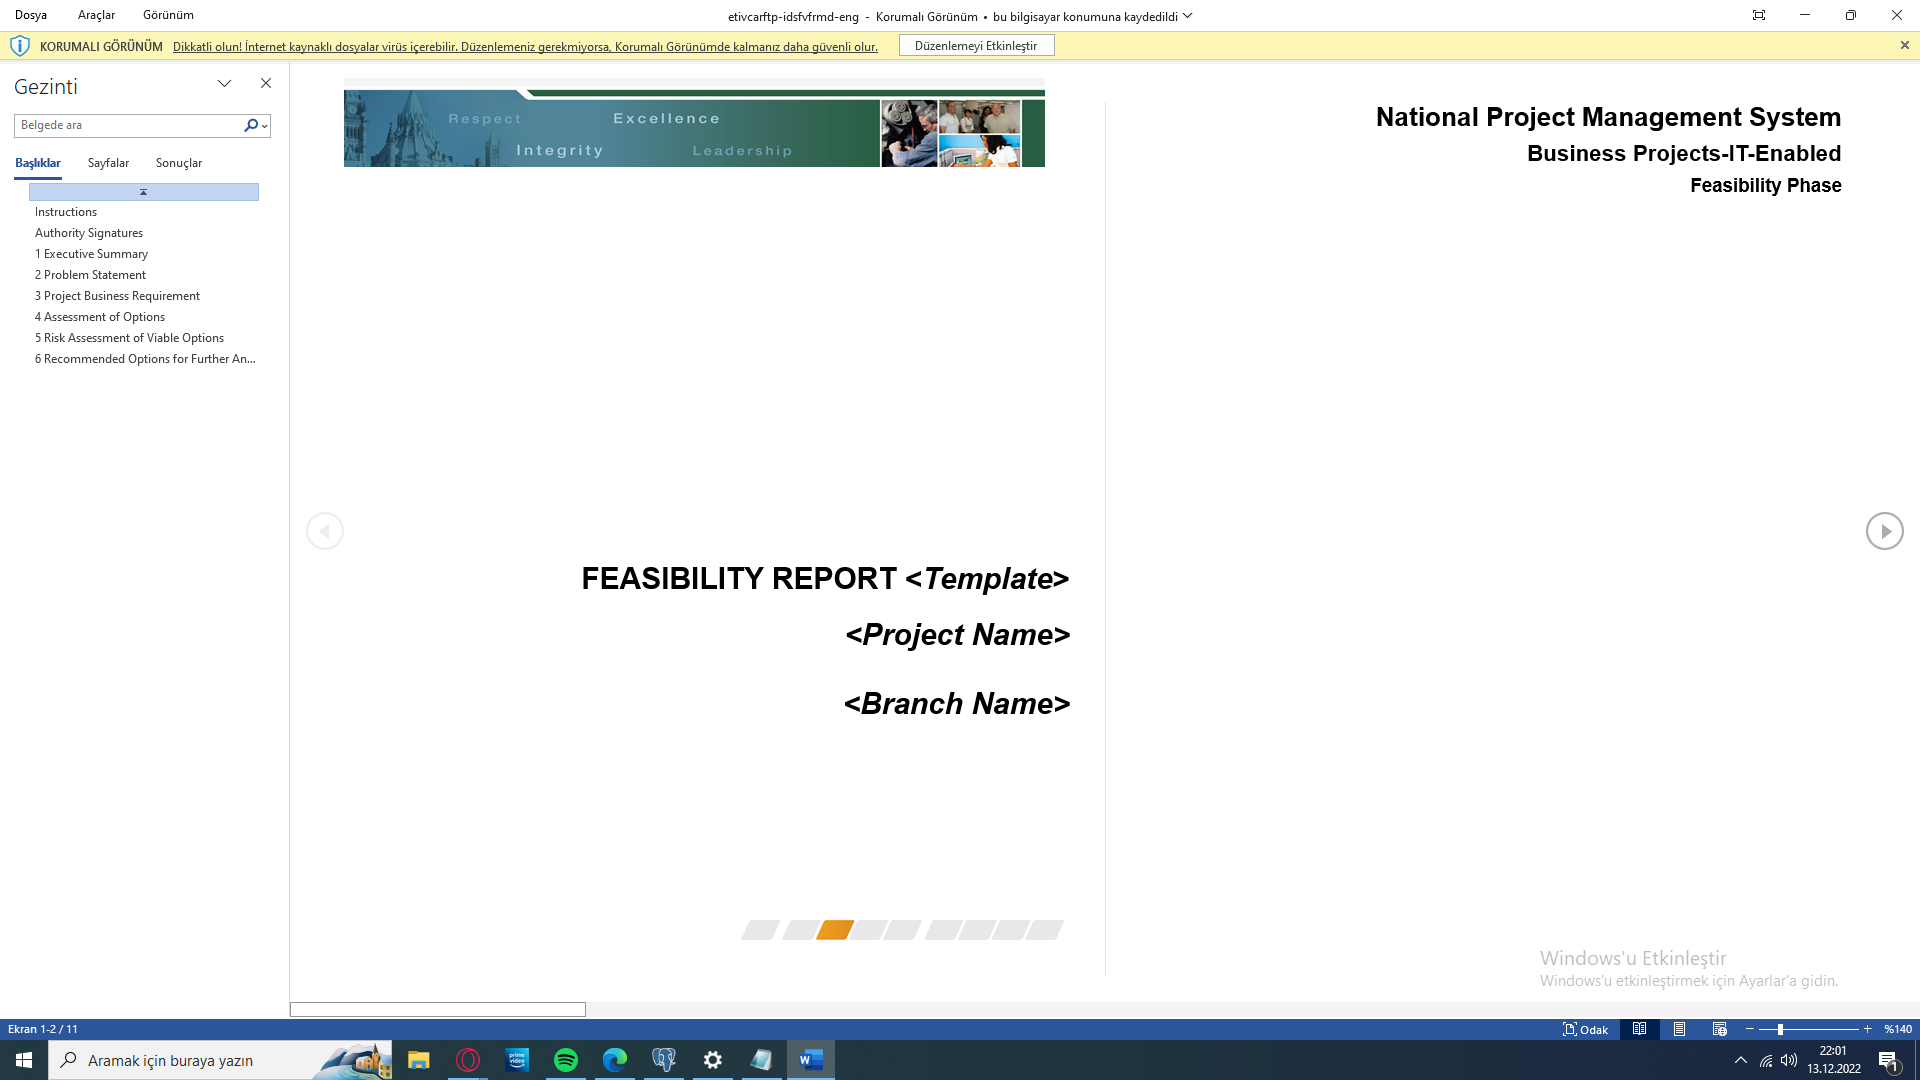 Dosya Araçlar Görünüm
etivcarftp-idsfvfrmd-eng - Korumalı Görünüm • bu bilgisayar konumuna kaydedildi
KORUMALI GÖRÜNÜM Dikkatli olun! İnternet kaynaklı dosyalar virüs içerebilir. Düzenlemeniz gerekmiyorsa, Korumalı Görünümde kalmanız daha güvenli olur. Düzenlemeyi Etkinleştir
Gezinti
Belgede ara
Başlıklar Sayfalar Sonuçlar
Instructions
Authority Signatures
1 Executive Summary
2 Problem Statement
3 Project Business Requirement
4 Assessment of Options
5 Risk Assessment of Viable Options
6 Recommended Options for Further An...
Respect Excellence
Integrity Leadership
FEASIBILITY REPORT <Template>
<Project Name>
<Branch Name>
National Project Management System
Business Projects-IT-Enabled
Feasibility Phase
Windows'u Etkinleştir
Windows'u etkinleştirmek için Ayarlar'a gidin.
Ekran 1-2 / 11
Odak
%140
Aramak için buraya yazın
prime video
22:01
13.12.2022
1